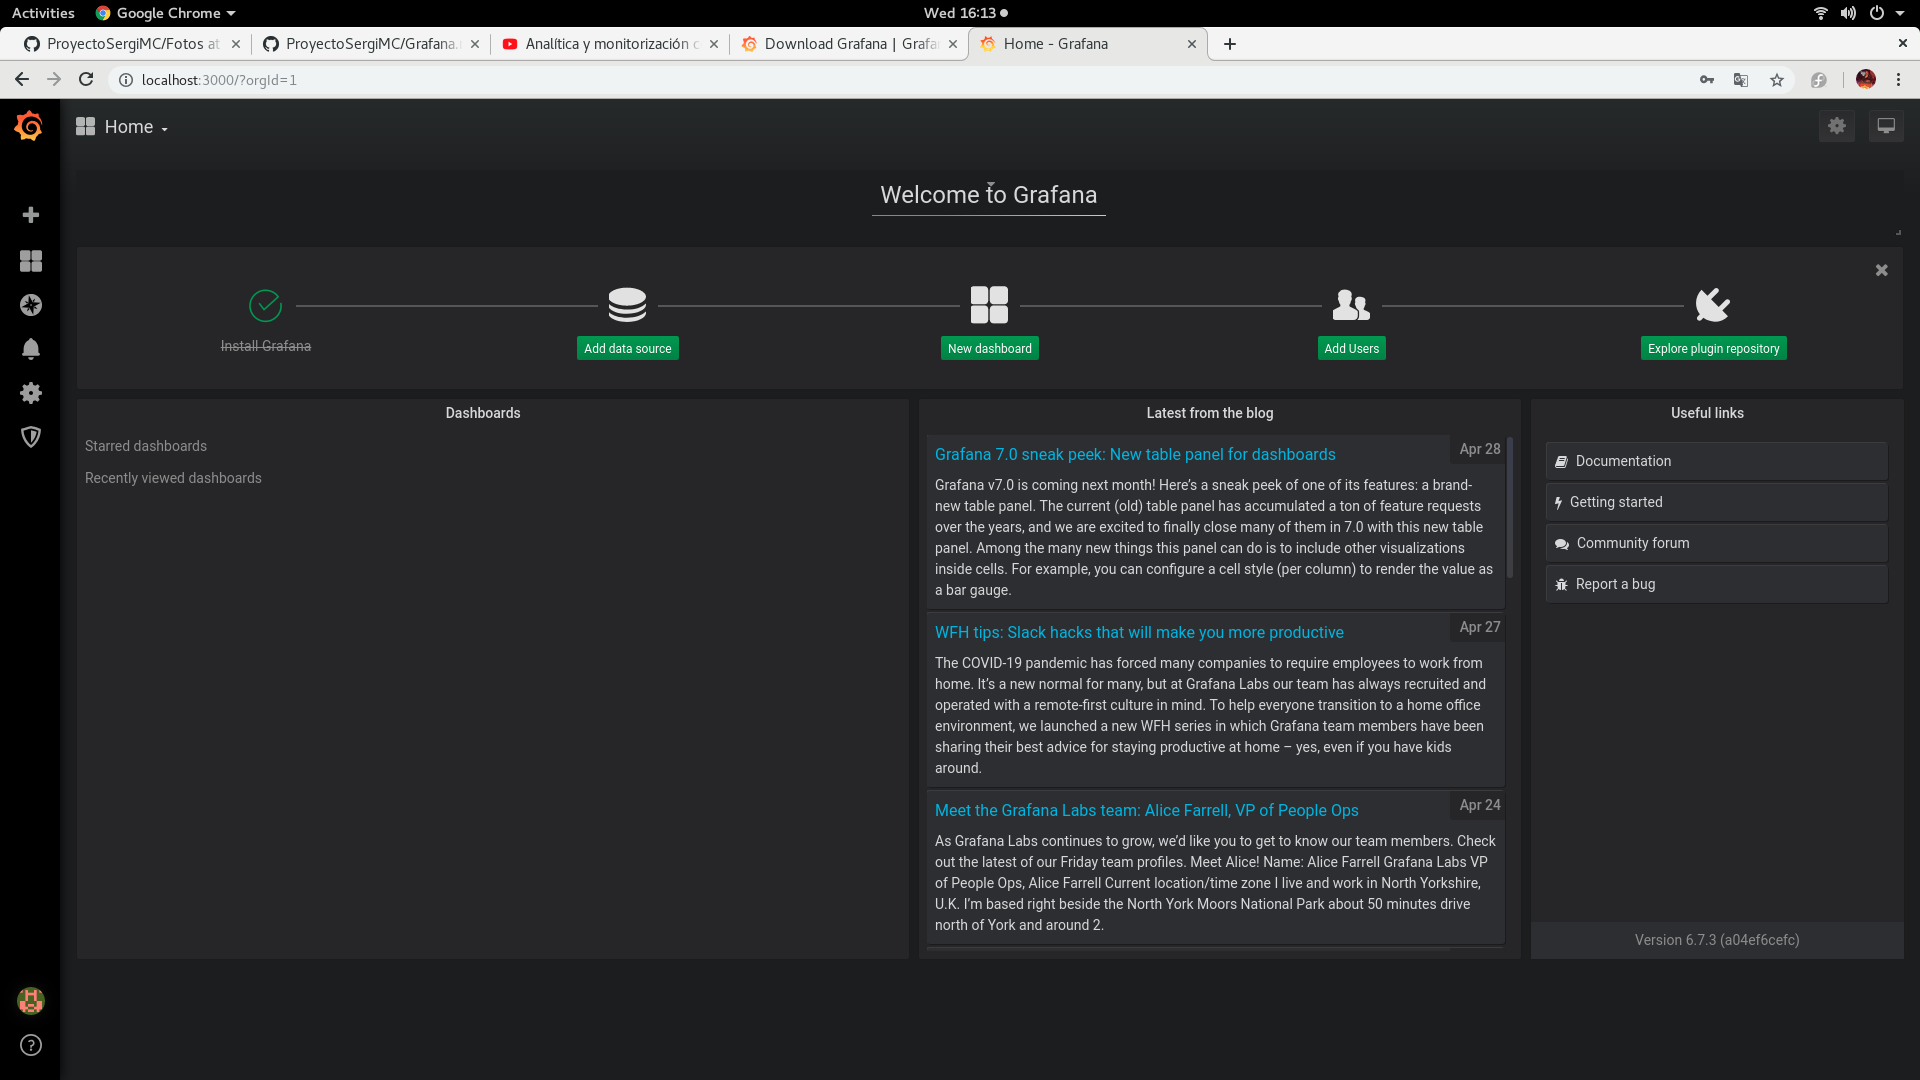 Activities
Google Chrome
Wed 16:13
ProyectoSergiMC/Fotos at
ProyectoSergiMC/Grafana.
Analítica y monitorización
Download Grafana | Grafa
Home - Grafana
localhost:3000/?orgId=1
Home
Welcome to Grafana
Install Grafana
Add data source
New dashboard
Add Users
Explore plugin repository
Dashboards
Starred dashboards
Recently viewed dashboards
Latest from the blog
Grafana 7.0 sneak peek: New table panel for dashboards
Apr 28
Grafana v7.0 is coming next month! Here’s a sneak peek of one of its features: a brand-
new table panel. The current (old) table panel has accumulated a ton of feature requests
over the years, and we are excited to finally close many of them in 7.0 with this new table
panel. Among the many new things this panel can do is to include other visualizations
inside cells. For example, you can configure a cell style (per column) to render the value as
a bar gauge.
WFH tips: Slack hacks that will make you more productive
Apr 27
The COVID-19 pandemic has forced many companies to require employees to work from
home. It’s a new normal for many, but at Grafana Labs our team has always recruited and
operated with a remote-first culture in mind. To help everyone transition to a home office
environment, we launched a new WFH series in which Grafana team members have been
sharing their best advice for staying productive at home – yes, even if you have kids
around.
Meet the Grafana Labs team: Alice Farrell, VP of People Ops
Apr 24
As Grafana Labs continues to grow, we’d like you to get to know our team members. Check
out the latest of our Friday team profiles. Meet Alice! Name: Alice Farrell Grafana Labs VP
of People Ops, Alice Farrell Current location/time zone I live and work in North Yorkshire,
U.K. I’m based right beside the North York Moors National Park about 50 minutes drive
north of York and around 2.
Useful links
Documentation
Getting started
Community forum
Report a bug
Version 6.7.3 (a04ef6cefc)